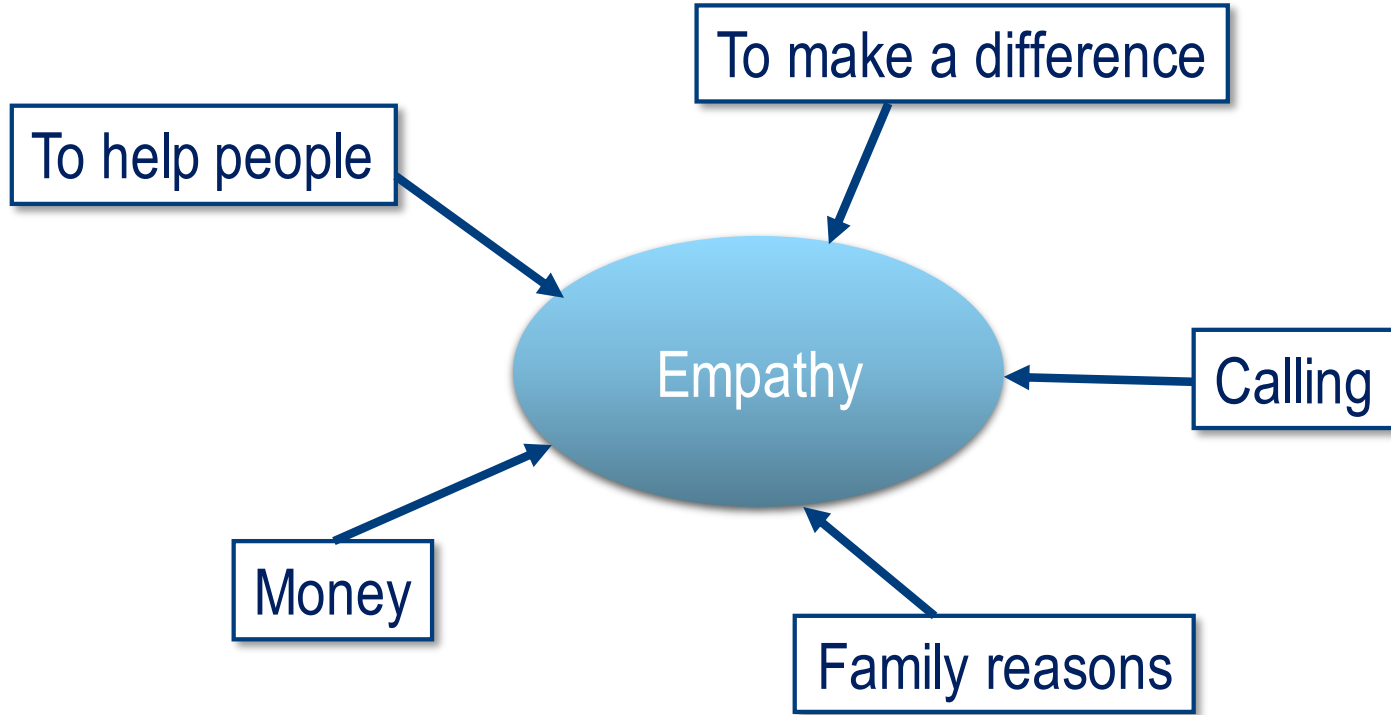 To make a difference
To help people
Empathy
Calling
Money
Family reasons